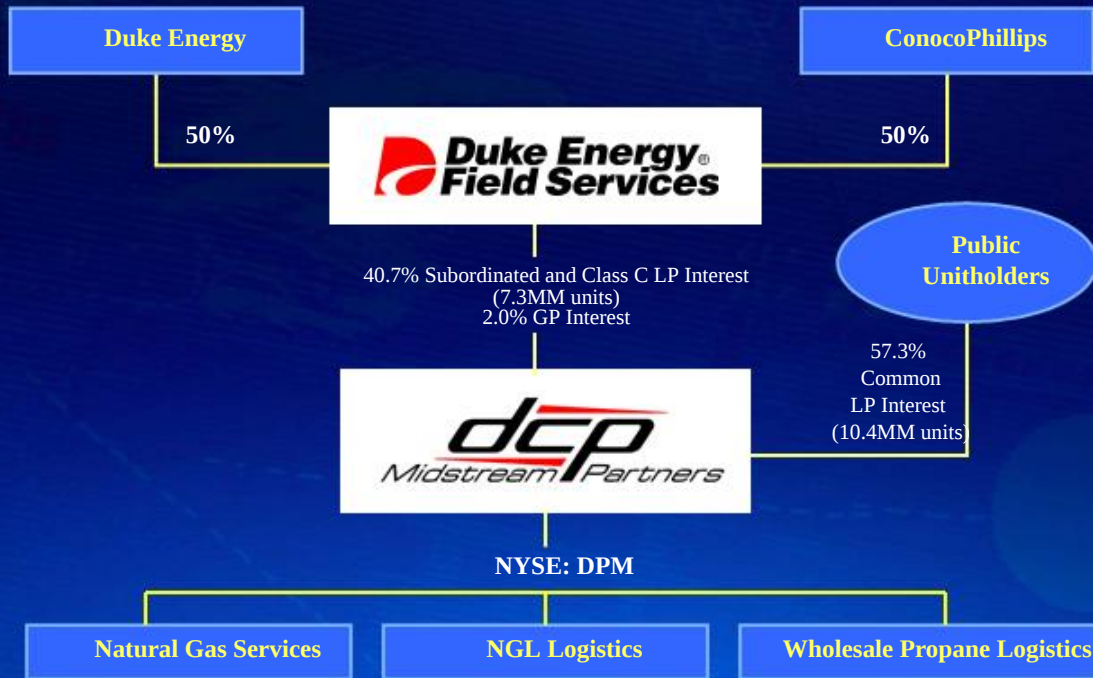 Duke Energy
ConocoPhillips
50%
50%
Duke Energy®
Field Services
Public
Unitholders
40.7% Subordinated and Class C LP Interest
(7.3MM units)
2.0% GP Interest
57.3%
Common
LP Interest
(10.4MM units)
dcp
Midstream Partners
NYSE: DPM
Natural Gas Services
NGL Logistics
Wholesale Propane Logistics